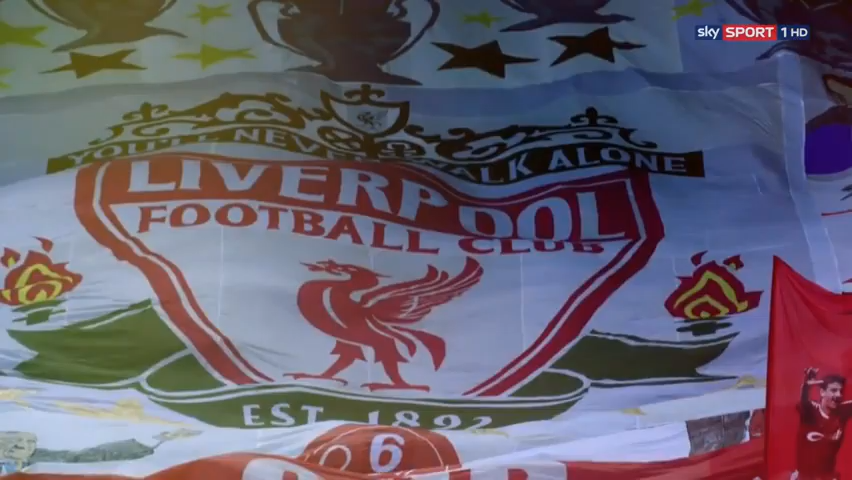 sky SPORT 1 HD
YOU'LL NEVER WALK ALONE
LIVERPOOL
FOOTBALL CLUB
EST 1892
6